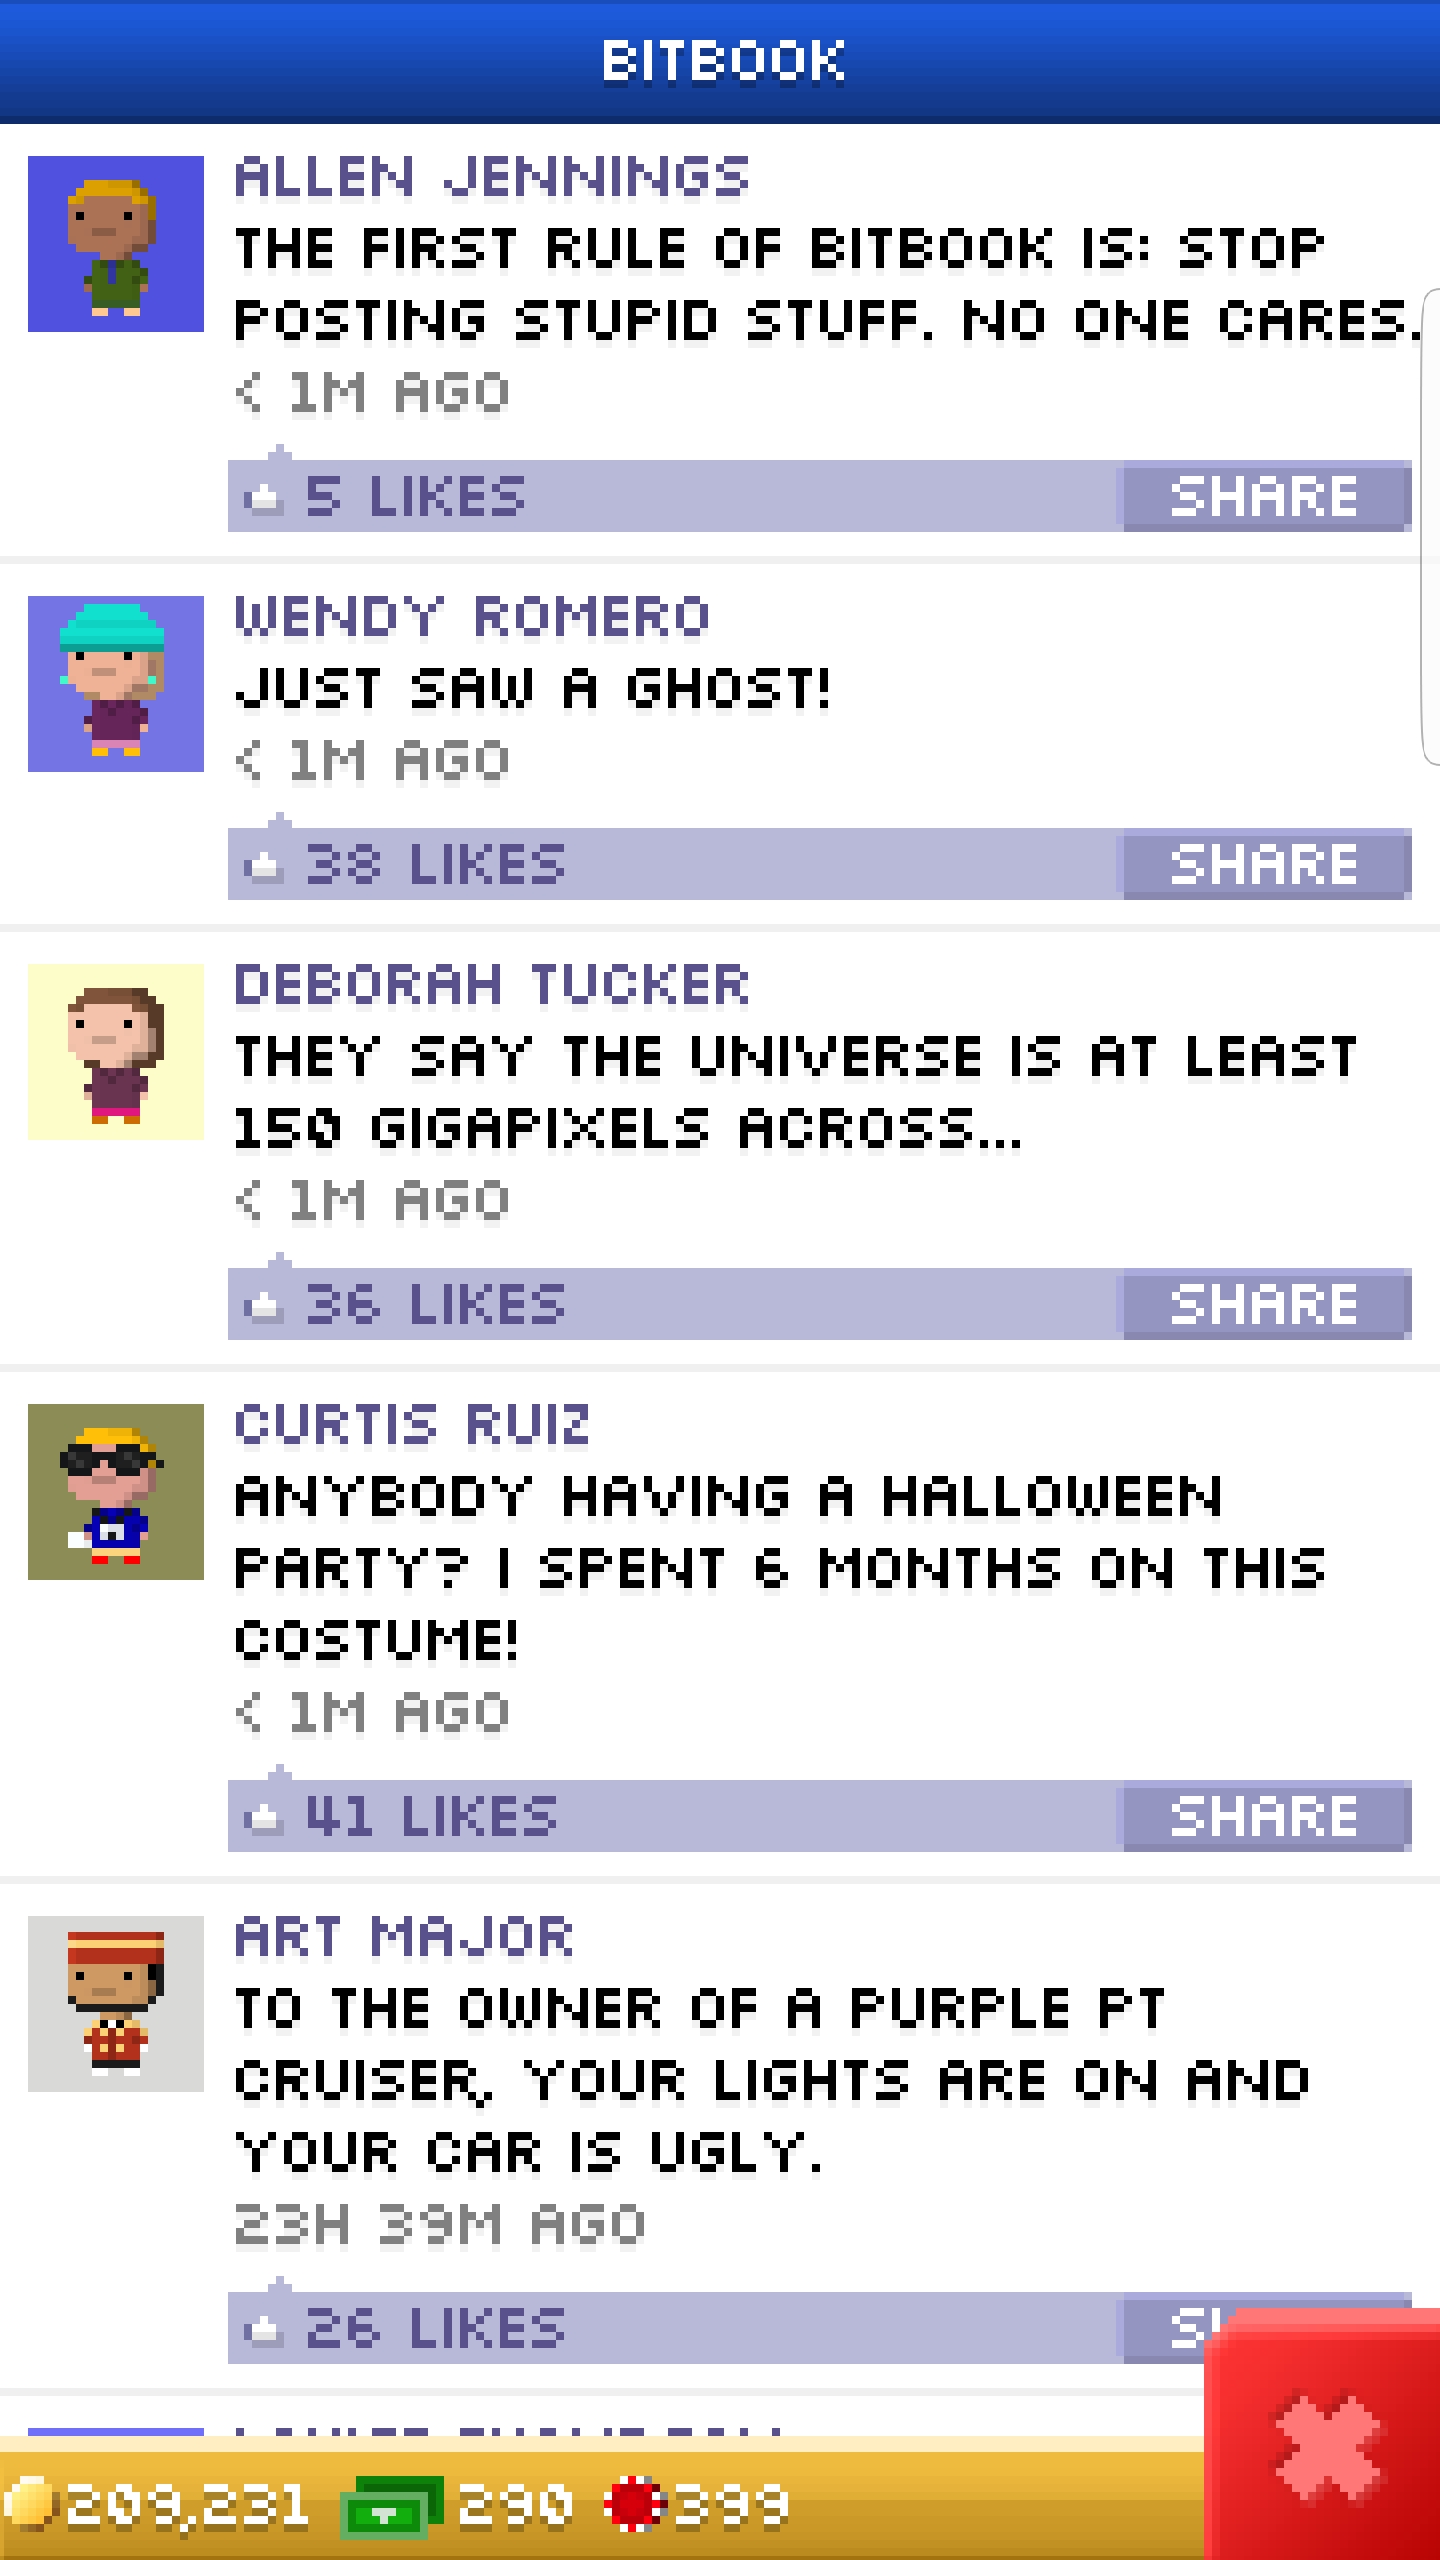 BITBOOK
ALLEN JENNINGS
THE FIRST RULE OF BITBOOK IS: STOP
POSTING STUPID STUFF. NO ONE CARES.
< 1M AGO
5 LIKES
SHARE
WENDY ROMERO
JUST SAW A GHOST!
< 1M AGO
38 LIKES
SHARE
DEBORAH TUCKER
THEY SAY THE UNIVERSE IS AT LEAST
150 GIGAPIXELS ACROSS...
< 1M AGO
36 LIKES
SHARE
CURTIS RUIZ
ANYBODY HAVING A HALLOWEEN
PARTY? I SPENT 6 MONTHS ON THIS
COSTUME!
< 1M AGO
41 LIKES
SHARE
ART MAJOR
TO THE OWNER OF A PURPLE PT
CRUISER, YOUR LIGHTS ARE ON AND
YOUR CAR IS UGLY.
23H 39M AGO
26 LIKES
209,231 290 399